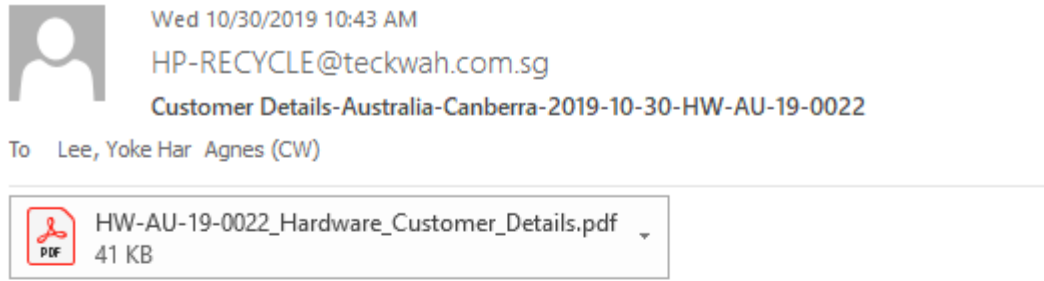 Wed 10/30/2019 10:43 AM
HP-RECYCLE@teckwah.com.sg
Customer Details-Australia-Canberra-2019-10-30-HW-AU-19-0022
To Lee, Yoke Har Agnes (CW)
HW-AU-19-0022_Hardware_Customer_Details.pdf
PDF 41 KB